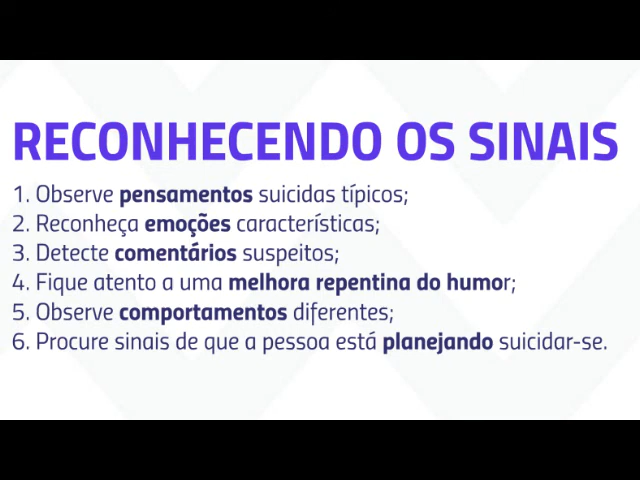 RECONHECENDO OS SINAIS
1. Observe pensamentos suicidas típicos;
2. Reconheça emoções características;
3. Detecte comentários suspeitos;
4. Fique atento a uma melhora repentina do humor;
5. Observe comportamentos diferentes;
6. Procure sinais de que a pessoa está planejando suicidar-se.